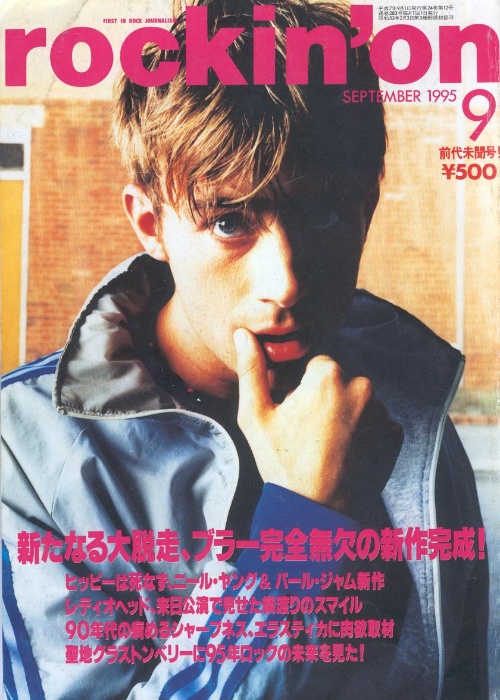 FIRST IN ROCK JOURNALISM
rockin'on
SEPTEMBER 1995
9
前代未聞号!
¥500
新たなる大脱走、ブラー完全無欠の新作完成!
ヒッピーは死なず、ニール・ヤング& パール・ジャム新作
レディオヘッド、来日公演で見せた
のスマイル
90年代の病めるシャープネス、エラスティカに肉欲取材
聖地グラストンベリーに95年ロックの未来を見た!